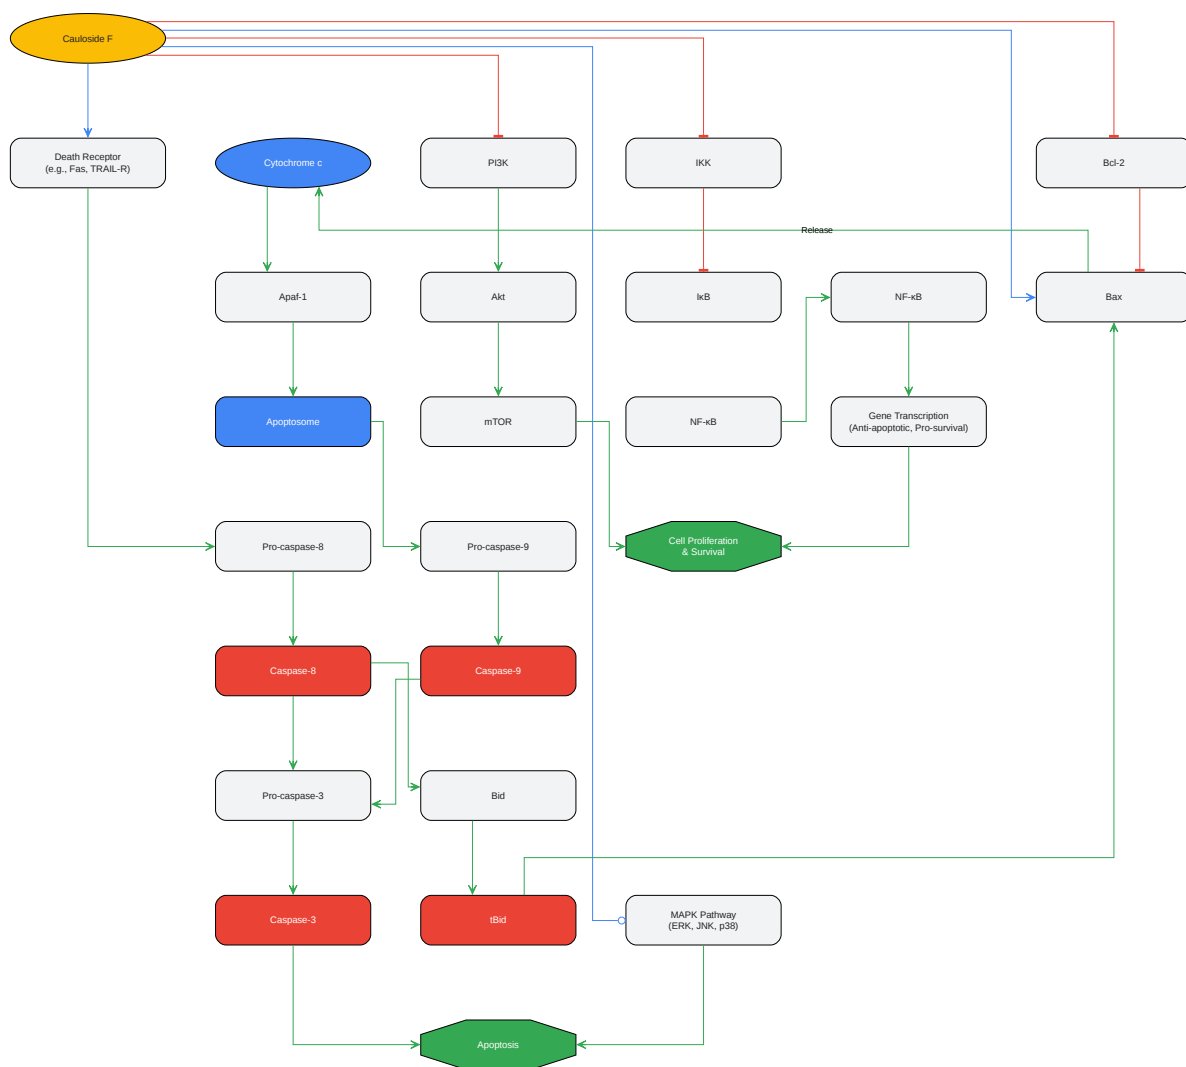 Cauloside F
Death Receptor
(e.g., Fas, TRAIL-R)
Cytochrome c
PI3K
IKK
Bcl-2
Release
Apaf-1
Akt
IκB
NF-κB
Bax
Apoptosome
mTOR
NF-κB
Gene Transcription
(Anti-apoptotic, Pro-survival)
Pro-caspase-8
Pro-caspase-9
Cell Proliferation
& Survival
Caspase-8
Caspase-9
Pro-caspase-3
Bid
Caspase-3
tBid
MAPK Pathway
(ERK, JNK, p38)
Apoptosis